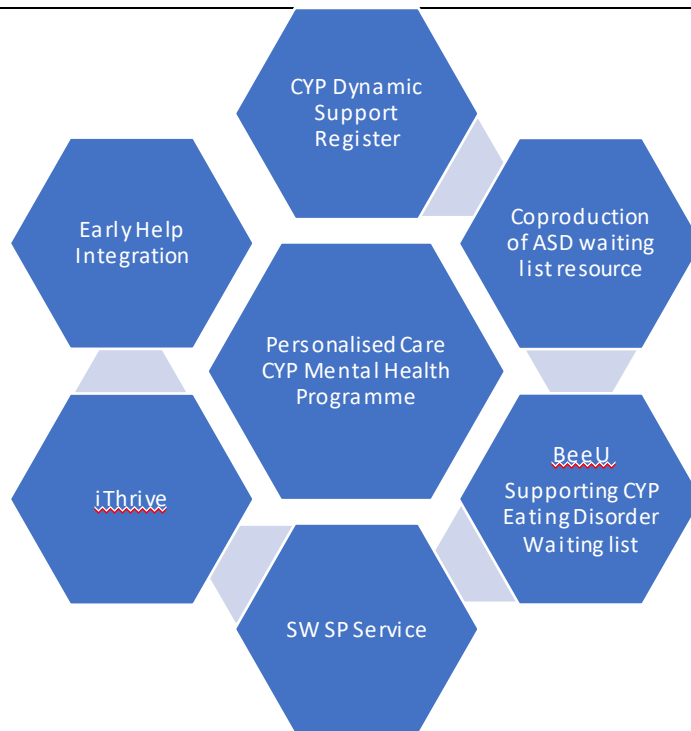 CYP Dynamic
Support
Register
Early Help
Integration
Coproduction
of ASD waiting
list resource
Personalised Care
CYP Mental Health
Programme
iThrive
BeeU
Supporting CYP
Eating Disorder
Waiting list
SW SP Service